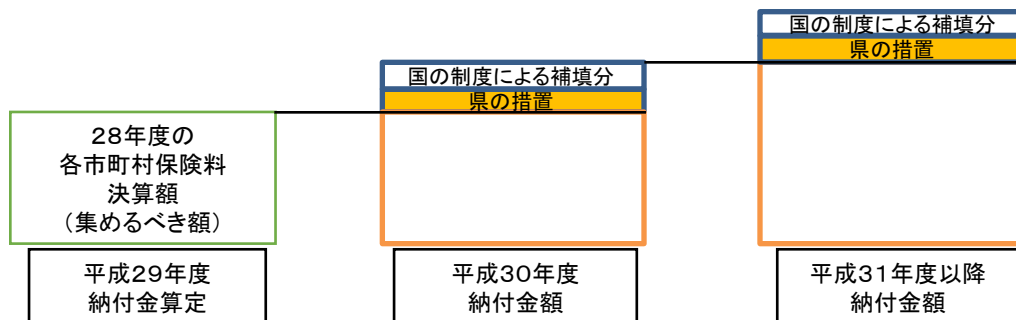 28年度の
各市町村保険料
決算額
（集めるべき額）
平成29年度
納付金算定
国の制度による補填分
県の措置
平成30年度
納付金額
国の制度による補填分
県の措置
平成31年度以降
納付金額